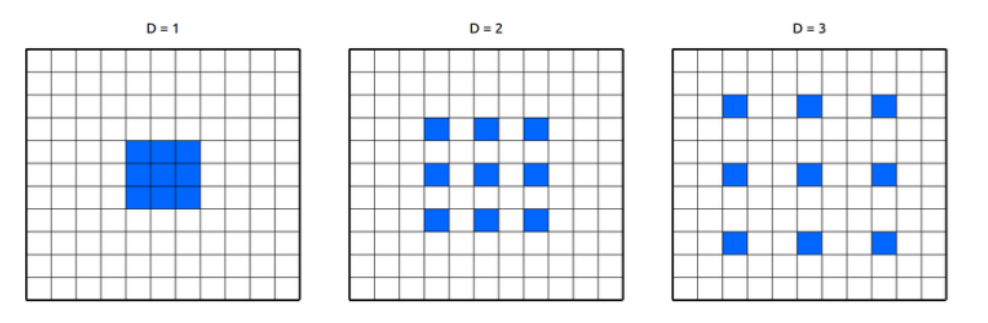 D = 1
D = 2
D = 3